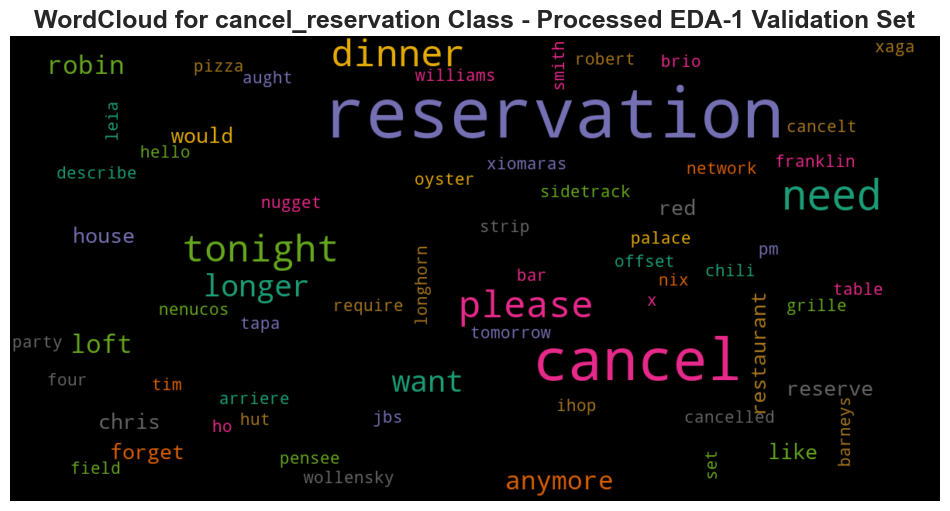 WordCloud for cancel_reservation Class - Processed EDA-1 Validation Set
xaga
dinner
robin
pizza
aught
williams
smith
robert
brio
reservation
leia
would
cancelt
hello
describe
xiomaras
oyster
network
franklin
sidetrack
need
nugget
red
house
strip
tonight
palace
pm
longer
offset
chili
nix
bar
longhorn
x
table
nenucos
require
please
restaurant
grille
tapa
tomorrow
party
loft
cancel
four
tim
want
arriere
reserve
ihop
chris
ho
hut
jbs
cancelled
barneys
forget
field
pensee
wollensky
anymore
set
like